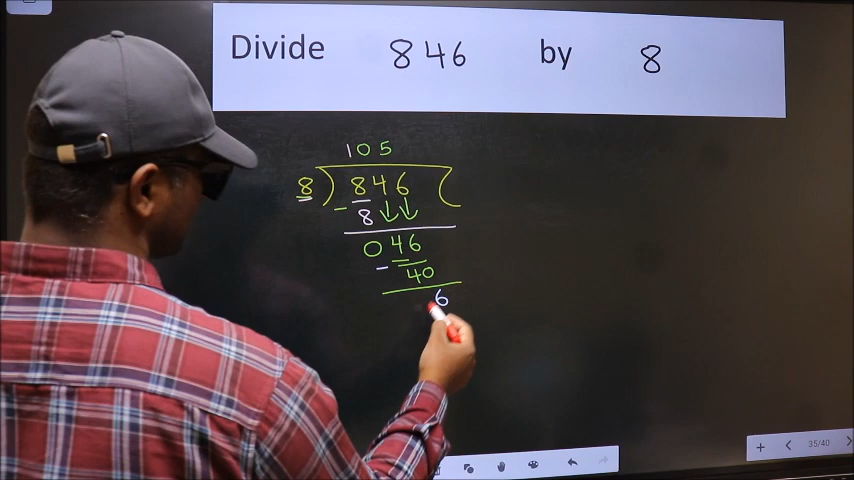 Divide 846 by 8
105
8 ) 846 (
- 8 ↓↓
046
- 40
6
35/40